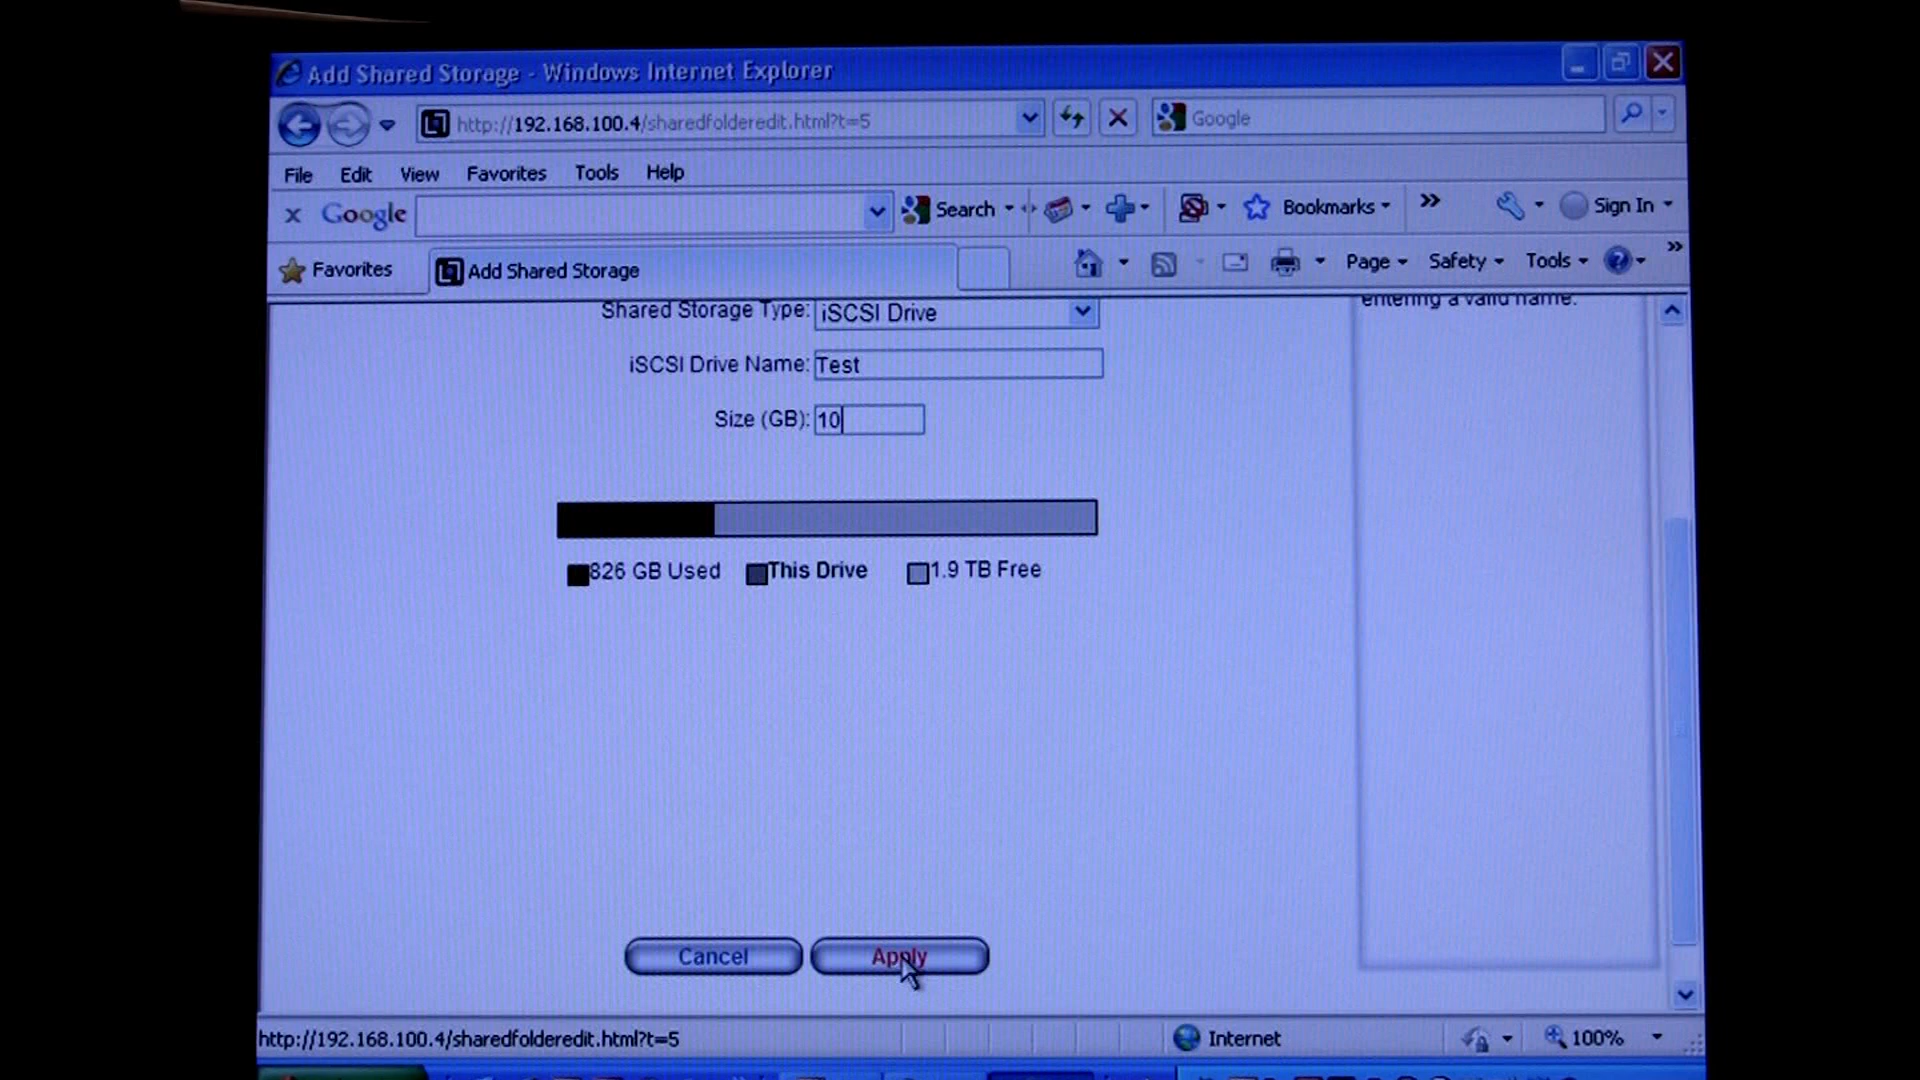 Add Shared Storage - Windows Internet Explorer
http://192.168.100.4/sharedfolderedit.html?t=5
Google
File Edit View Favorites Tools Help
x Google Search Bookmarks Sign In
Favorites Add Shared Storage Page Safety Tools
entering a valid name.
Shared Storage Type: iSCSI Drive
iSCSI Drive Name: Test
Size (GB): 10
826 GB Used This Drive 1.9 TB Free
Cancel Apply
http://192.168.100.4/sharedfolderedit.html?t=5 Internet 100%